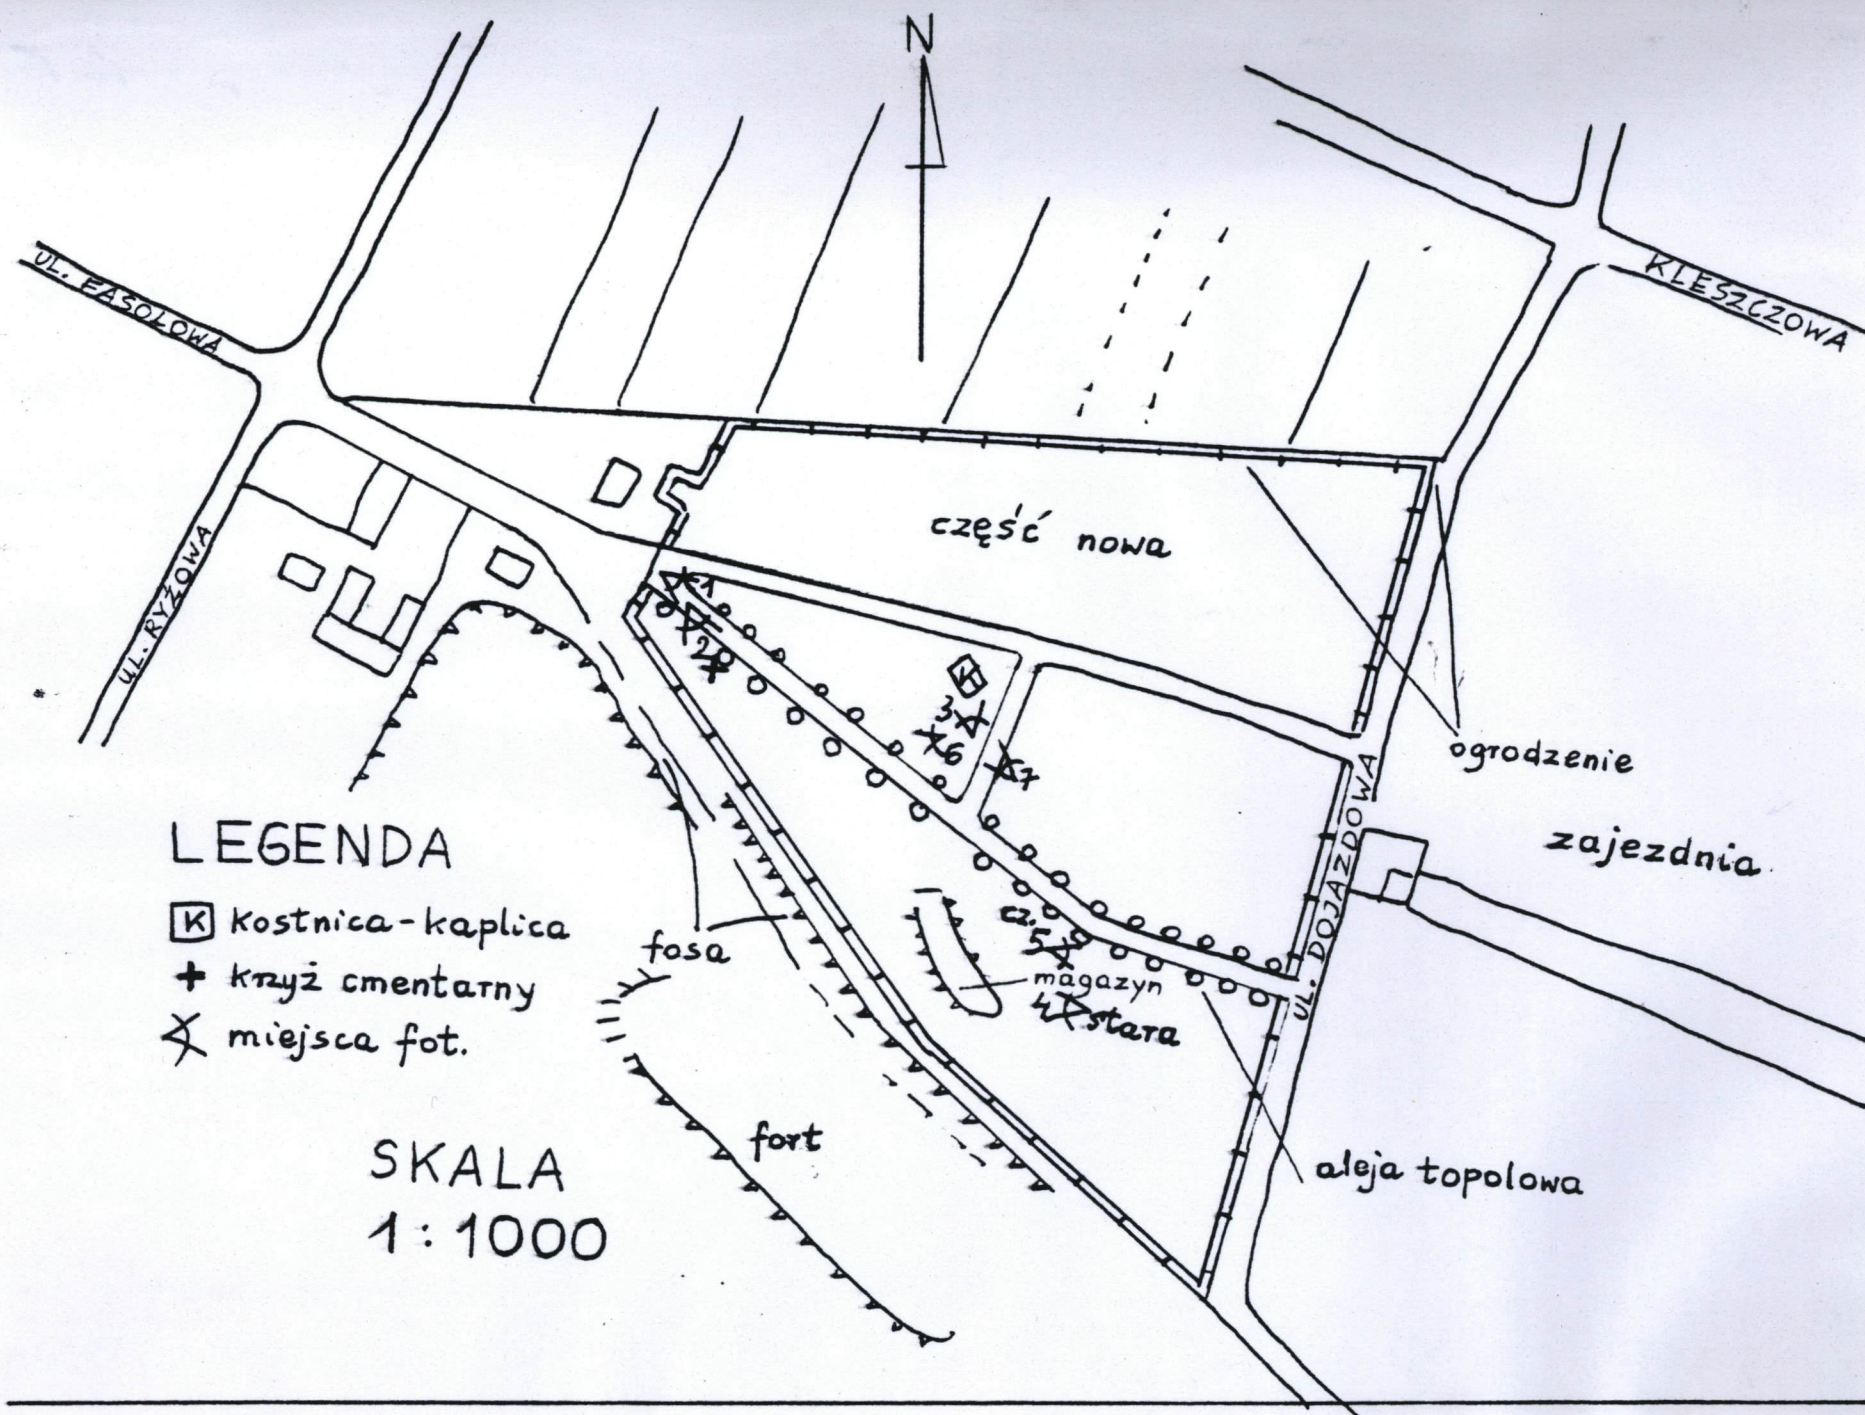 N
UL. FASOLOWA
KLESZCZOWA
UL. RYŻOWA
część nowa
1
2
K
3
6
7
ogrodzenie
UL. DOJAZDOWA
zajezdnia
LEGENDA
K kostnica-kaplica
+ krzyż cmentarny
miejsca fot.
fosa
cz.
5
magazyn
4 stara
fort
aleja topolowa
SKALA
1:1000